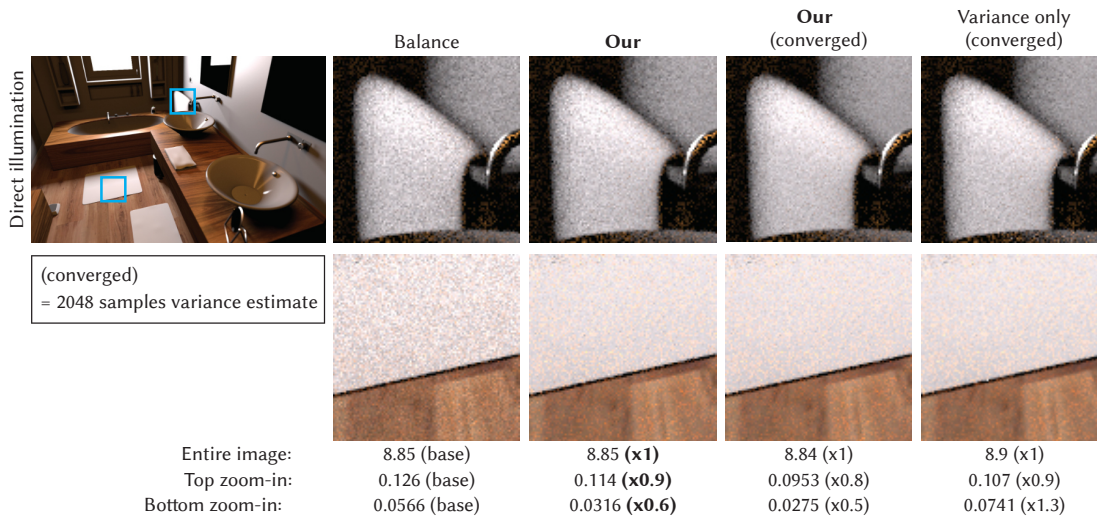 Balance
Our
Our
(converged)
Variance only
(converged)
Direct illumination
(converged)
= 2048 samples variance estimate
Entire image: 8.85 (base) 8.85 (x1) 8.84 (x1) 8.9 (x1)
Top zoom-in: 0.126 (base) 0.114 (x0.9) 0.0953 (x0.8) 0.107 (x0.9)
Bottom zoom-in: 0.0566 (base) 0.0316 (x0.6) 0.0275 (x0.5) 0.0741 (x1.3)